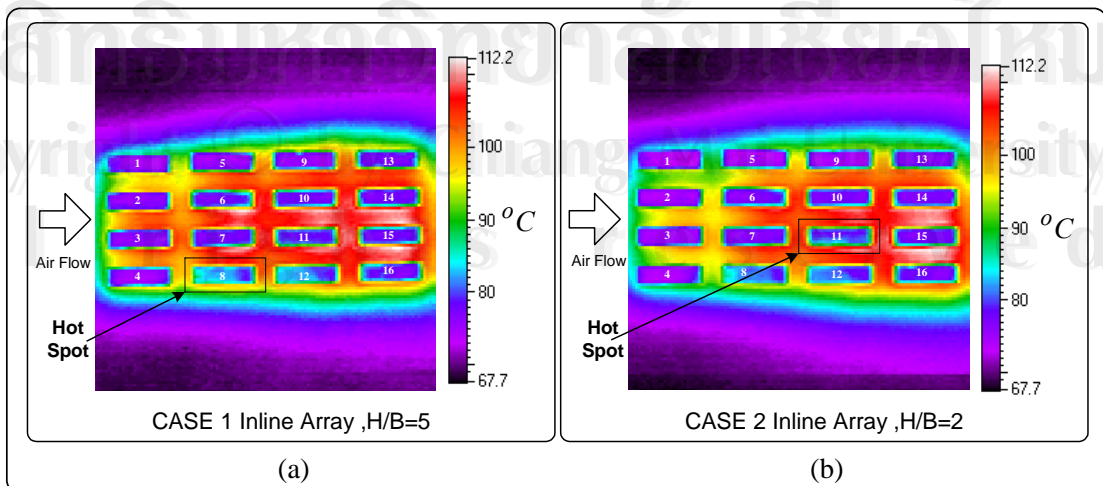 112.2
100
90
80
67.7
°C
1 5 9 13
2 6 10 14
3 7 11 15
4 8 12 16
Air Flow
Hot
Spot
CASE 1 Inline Array ,H/B=5
(a)
112.2
100
90
80
67.7
°C
1 5 9 13
2 6 10 14
3 7 11 15
4 8 12 16
Air Flow
Hot
Spot
CASE 2 Inline Array ,H/B=2
(b)
Chiang